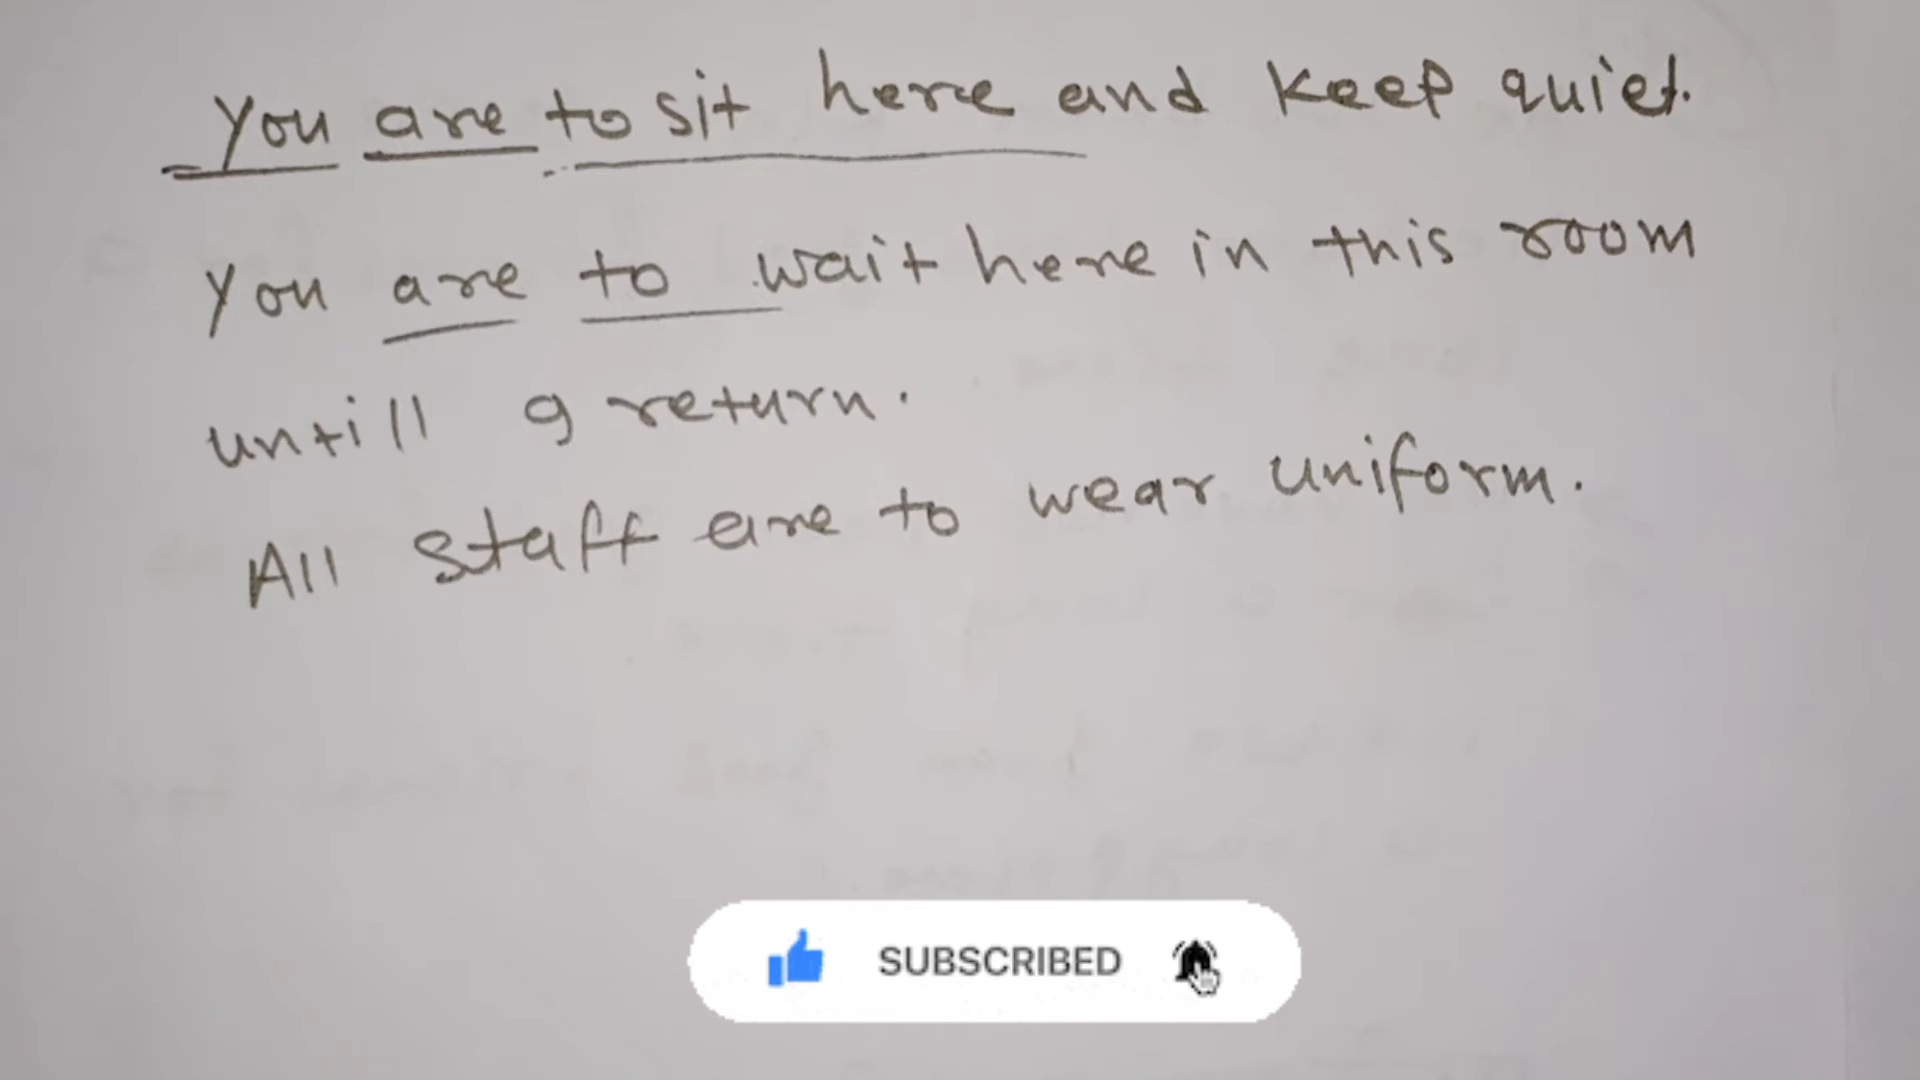 You are to sit here and keep quiet.
you are to wait here in this room
untill I return.
All staff are to wear uniform.
SUBSCRIBED